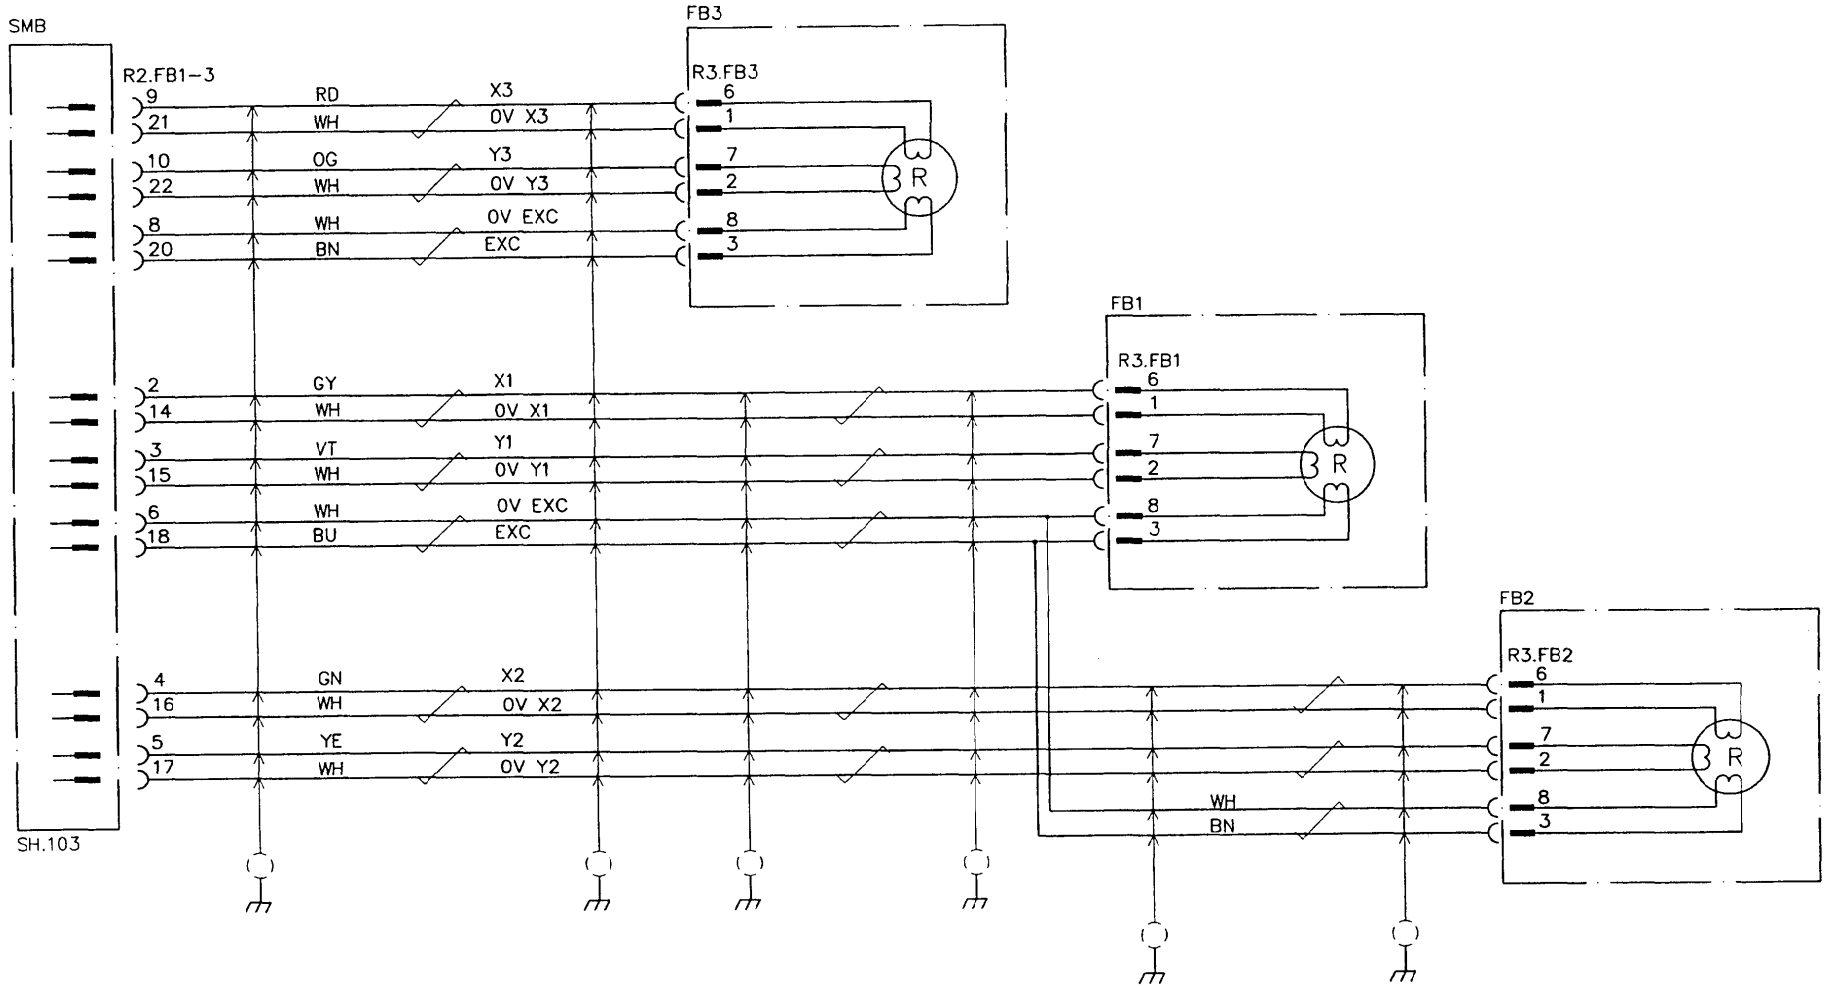 SMB
FB3
R2.FB1-3
R3.FB3
9 RD X3 6
21 WH 0V X3 1
10 OG Y3 7
22 WH 0V Y3 2
R
8 WH 0V EXC 8
20 BN EXC 3
FB1
R3.FB1
2 GY X1 6
14 WH 0V X1 1
3 VT Y1 7
15 WH 0V Y1 2
R
6 WH 0V EXC 8
18 BU EXC 3
FB2
R3.FB2
4 GN X2 6
16 WH 0V X2 1
5 YE Y2 7
17 WH 0V Y2 2
R
WH 8
BN 3
SH.103